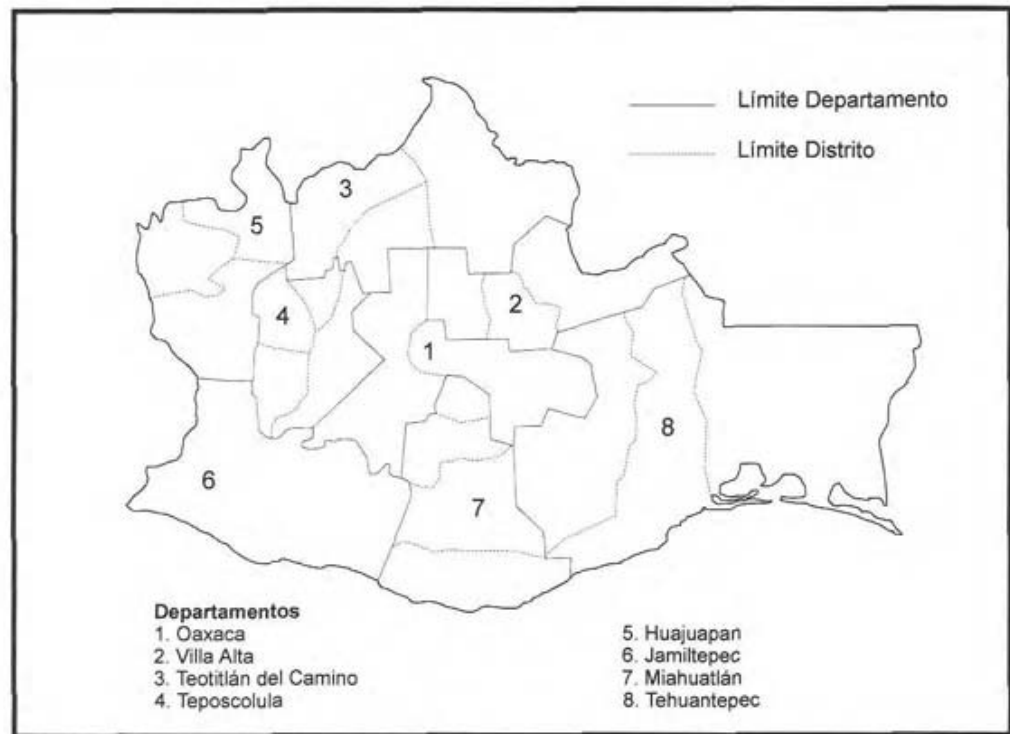 Límite Departamento
Límite Distrito
3
5
2
4
1
8
6
7
Departamentos
1. Oaxaca
2. Villa Alta
3. Teotitlán del Camino
4. Teposcolula
5. Huajuapan
6. Jamiltepec
7. Miahuatlán
8. Tehuantepec